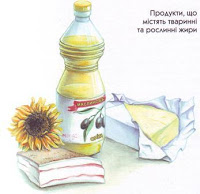 Продукти, що
містять тваринні
та рослинні жири